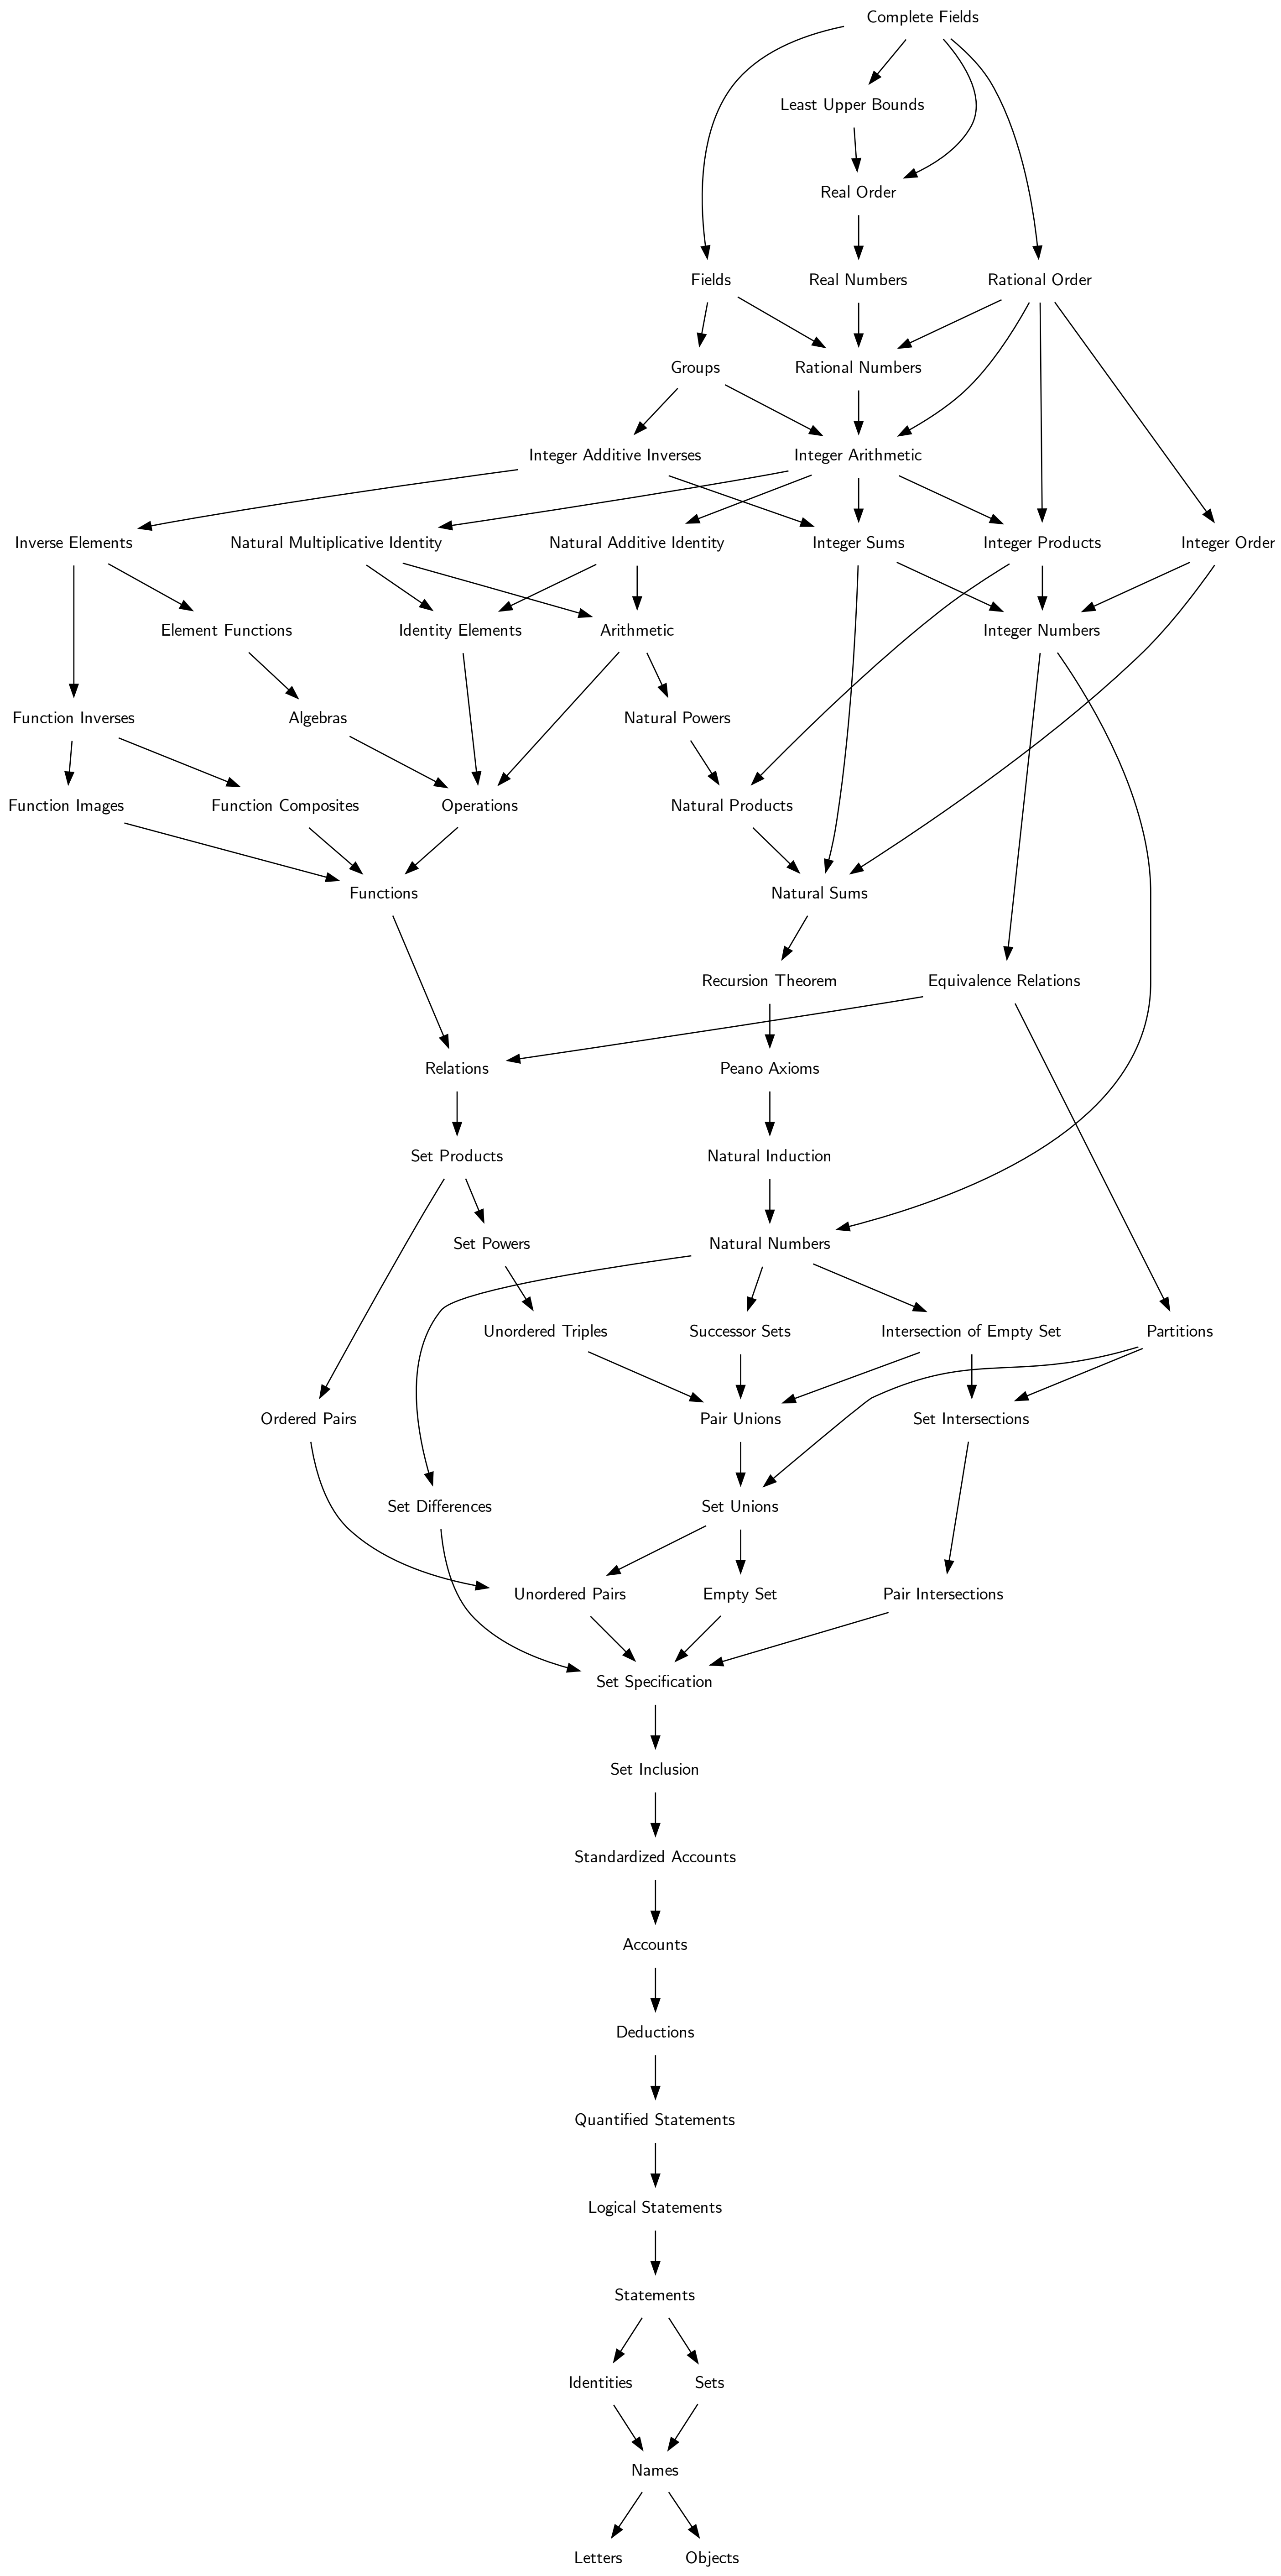 Complete Fields
Least Upper Bounds
Real Order
Fields
Real Numbers
Rational Order
Groups
Rational Numbers
Integer Additive Inverses
Integer Arithmetic
Inverse Elements
Natural Multiplicative Identity
Natural Additive Identity
Integer Sums
Integer Products
Integer Order
Element Functions
Identity Elements
Arithmetic
Integer Numbers
Function Inverses
Algebras
Natural Powers
Function Images
Function Composites
Operations
Natural Products
Functions
Natural Sums
Recursion Theorem
Equivalence Relations
Relations
Peano Axioms
Set Products
Natural Induction
Set Powers
Natural Numbers
Unordered Triples
Successor Sets
Intersection of Empty Set
Partitions
Ordered Pairs
Pair Unions
Set Intersections
Set Differences
Set Unions
Unordered Pairs
Empty Set
Pair Intersections
Set Specification
Set Inclusion
Standardized Accounts
Accounts
Deductions
Quantified Statements
Logical Statements
Statements
Identities
Sets
Names
Letters
Objects